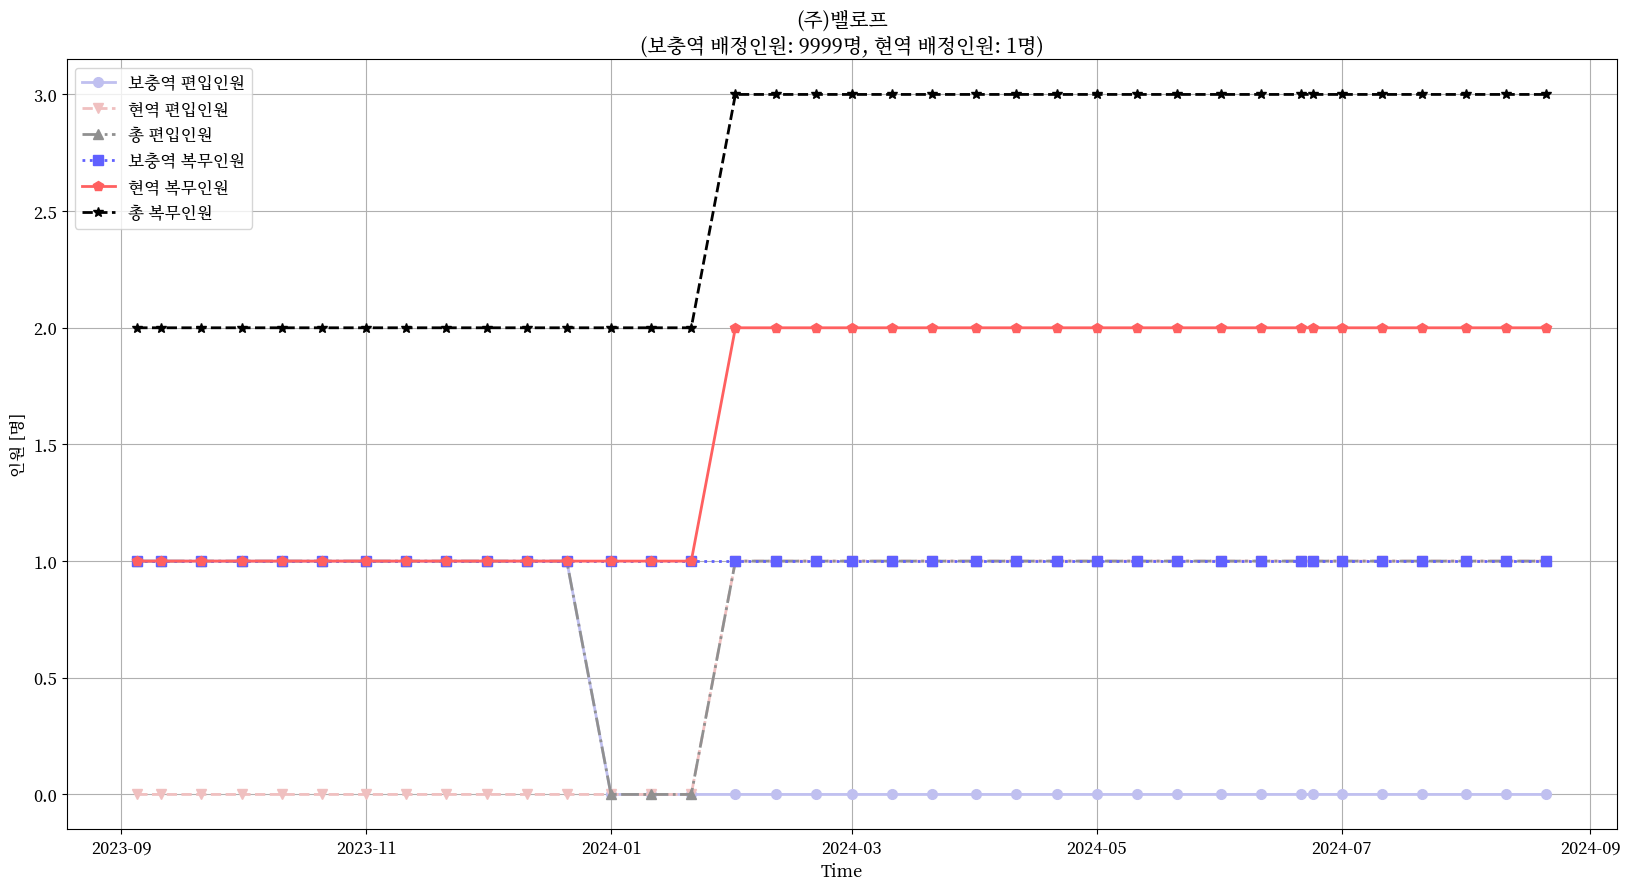 (주)밸로프
(보충역 배정인원: 9999명, 현역 배정인원: 1명)
보충역 편입인원
현역 편입인원
총 편입인원
보충역 복무인원
현역 복무인원
총 복무인원
인원 [명]
3.0
2.5
2.0
1.5
1.0
0.5
0.0
2023-09 2023-11 2024-01 2024-03 2024-05 2024-07 2024-09
Time